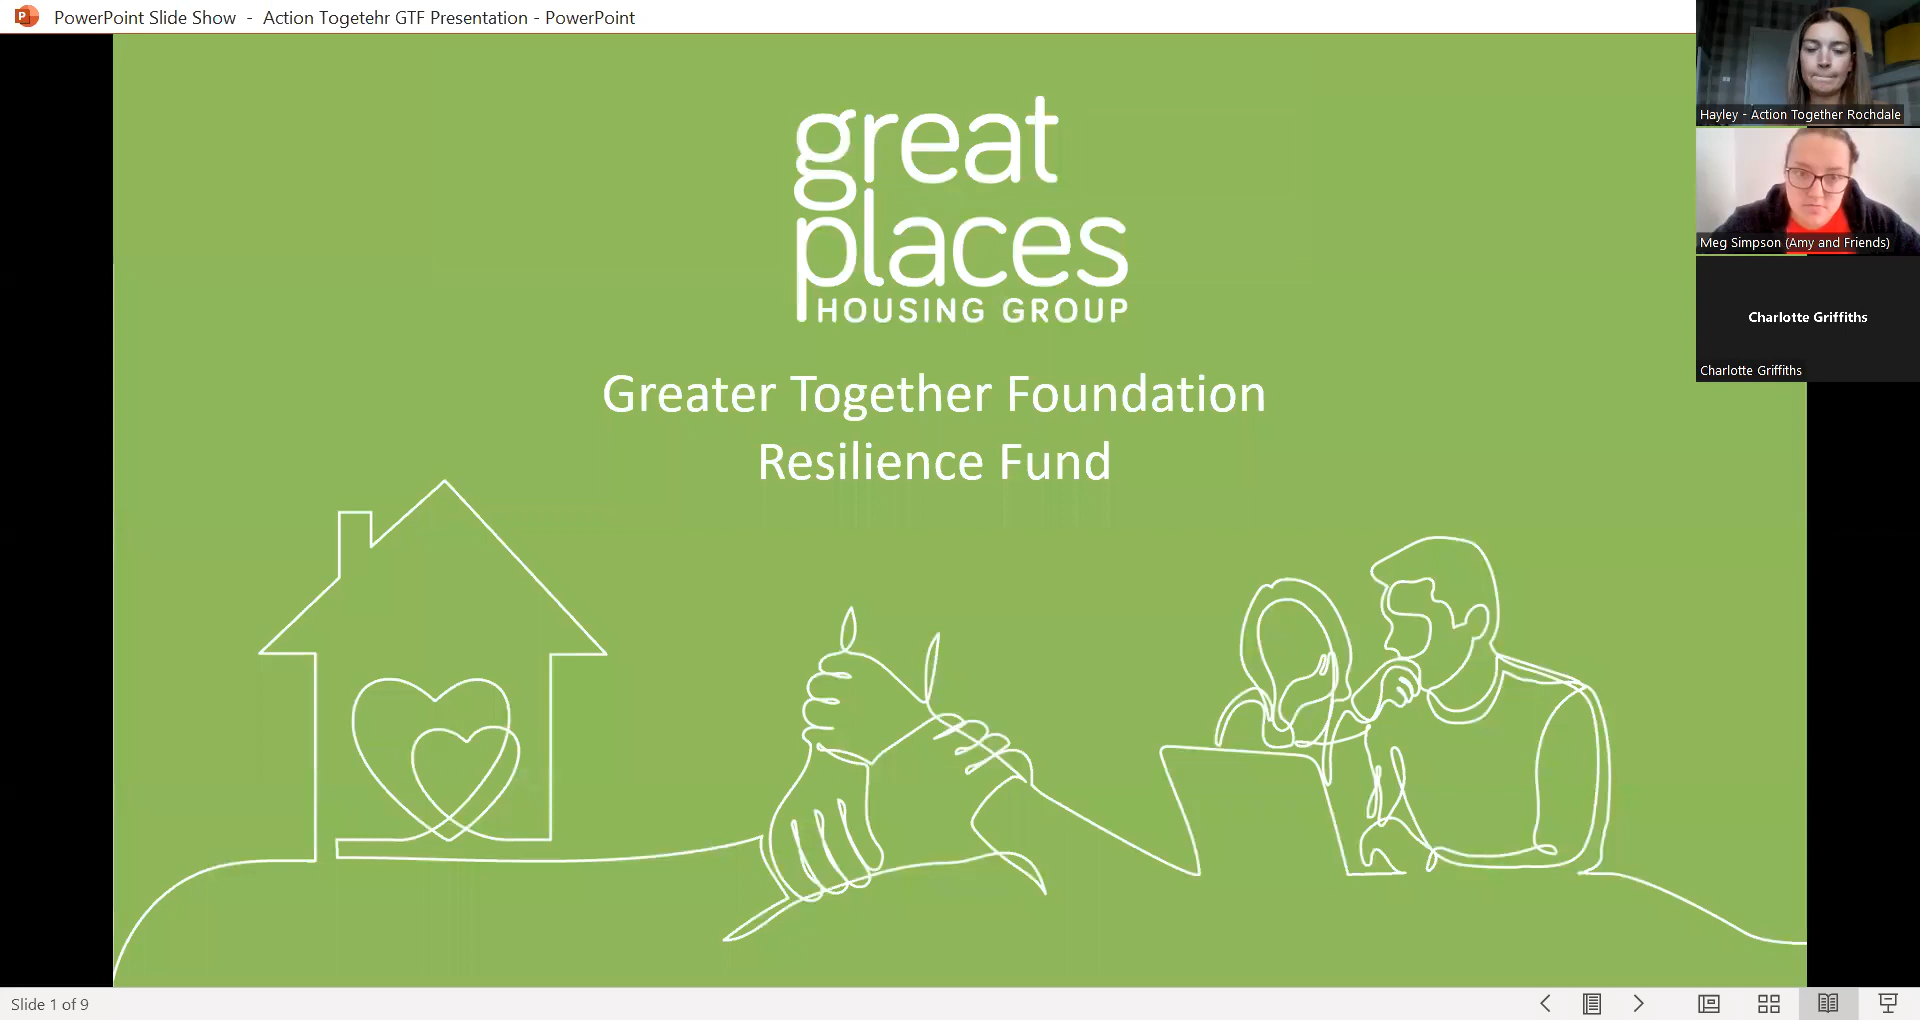 PowerPoint Slide Show - Action Togetehr GTF Presentation - PowerPoint
great
places
HOUSING GROUP
Greater Together Foundation
Resilience Fund
Hayley - Action Together Rochdale
Meg Simpson (Amy and Friends)
Charlotte Griffiths
Charlotte Griffiths
Slide 1 of 9